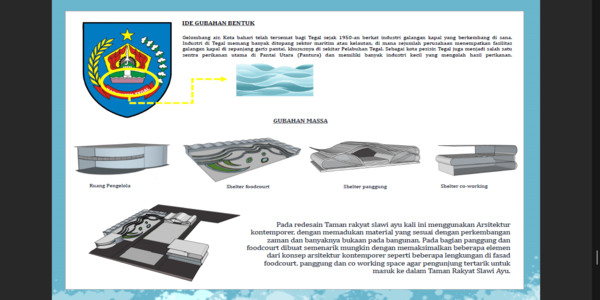 IDE GUBAHAN BENTUK
Gelombang air. Kota bahari telah tersemat bagi Tegal sejak 1950-an berkat industri galangan kapal yang berkembang di sana.
Industri di Tegal memang banyak ditopang sektor maritim atau kelautan, di mana sejumlah perusahaan menempatkan fasilitas
galangan kapal di sepanjang garis pantai, khususnya di sekitar Pelabuhan Tegal. Sebagai kota pesisir Tegal juga menjadi salah satu
sentra perikanan utama di Pantai Utara (Pantura) dan memiliki banyak industri kecil yang mengolah hasil perikanan.
GUBAHAN MASSA
Ruang Pengelola
Shelter foodcourt
Shelter panggung
Shelter co-working
Pada redesain Taman rakyat slawi ayu kali ini menggunakan Arsitektur
kontemporer, dengan memadukan material yang sesuai dengan perkembangan
zaman dan banyaknya bukaan pada bangunan. Pada bagian panggung dan
foodcourt dibuat semenarik mungkin dengan memaksimalkan beberapa elemen
dari konsep arsitektur kontemporer seperti beberapa lengkungan di fasad
foodcourt, panggung dan co working space agar pengunjung tertarik untuk
masuk ke dalam Taman Rakyat Slawi Ayu.